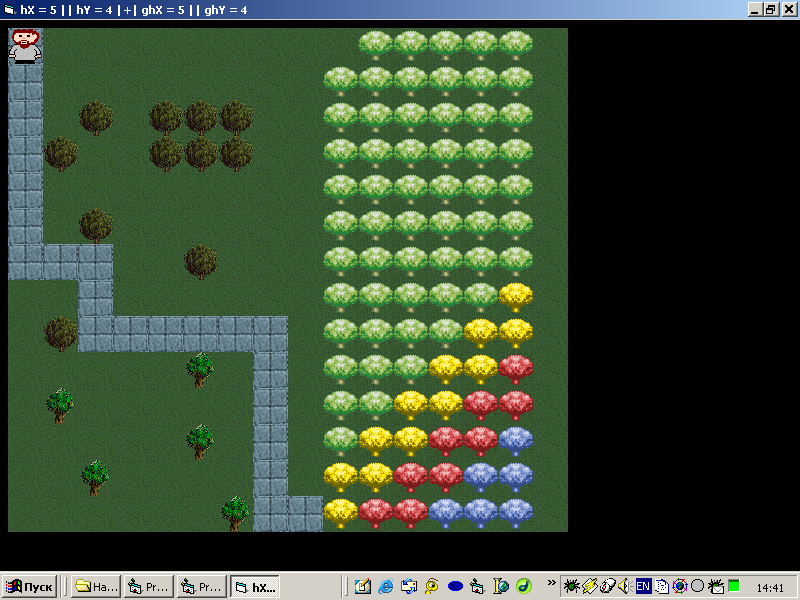 hX = 5 || hY = 4 |+| ghX = 5 || ghY = 4
Пуск
На...
Pr...
Pr...
hX...
»
EN
14:41